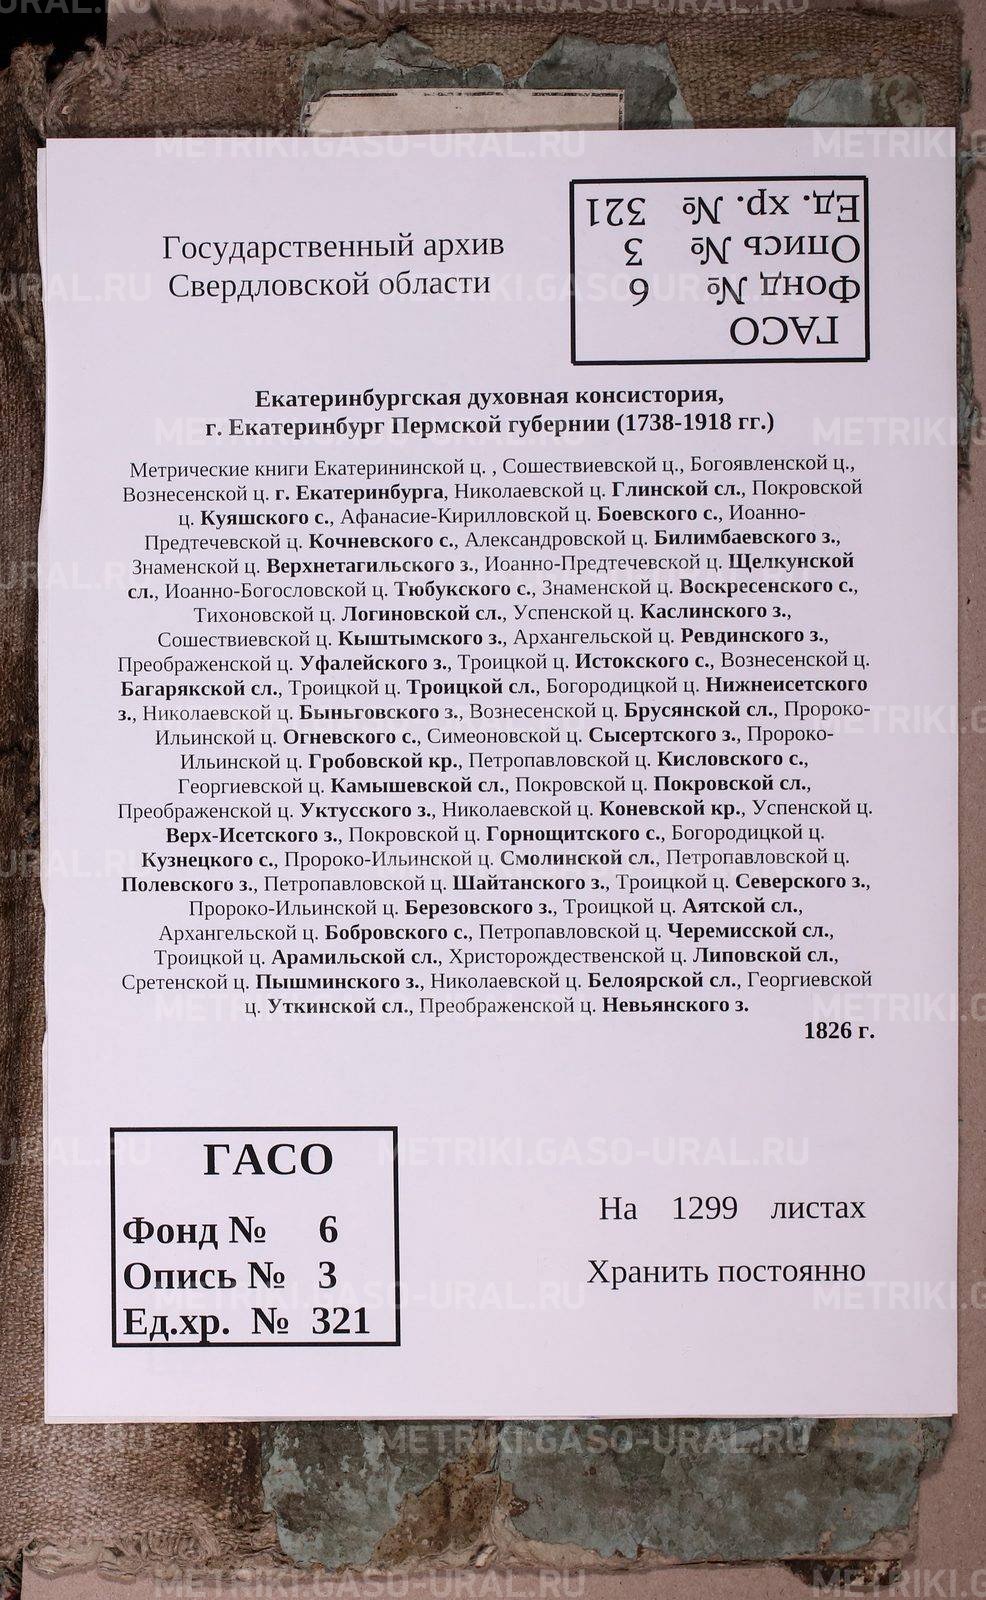 ГАСО
Фонд № 6
Опись № 3
Ед. хр. № 321
Государственный архив
Свердловской области
Екатеринбургская духовная консистория,
г. Екатеринбург Пермской губернии (1738-1918 гг.)
Метрические книги Екатерининской ц. , Сошествиевской ц., Богоявленской ц.,
Вознесенской ц. г. Екатеринбурга, Николаевской ц. Глинской сл., Покровской
ц. Куяшского с., Афанасие-Кирилловской ц. Боевского с., Иоанно-
Предтечевской ц. Кочневского с., Александровской ц. Билимбаевского з.,
Знаменской ц. Верхнетагильского з., Иоанно-Предтечевской ц. Щелкунской
сл., Иоанно-Богословской ц. Тюбукского с., Знаменской ц. Воскресенского с.,
Тихоновской ц. Логиновской сл., Успенской ц. Каслинского з.,
Сошествиевской ц. Кыштымского з., Архангельской ц. Ревдинского з.,
Преображенской ц. Уфалейского з., Троицкой ц. Истокского с., Вознесенской ц.
Багарякской сл., Троицкой ц. Троицкой сл., Богородицкой ц. Нижнеисетского
з., Николаевской ц. Быньговского з., Вознесенской ц. Брусянской сл., Пророко-
Ильинской ц. Огневского с., Симеоновской ц. Сысертского з., Пророко-
Ильинской ц. Гробовской кр., Петропавловской ц. Кисловского с.,
Георгиевской ц. Камышевской сл., Покровской ц. Покровской сл.,
Преображенской ц. Уктусского з., Николаевской ц. Коневской кр., Успенской ц.
Верх-Исетского з., Покровской ц. Горнощитского с., Богородицкой ц.
Кузнецкого с., Пророко-Ильинской ц. Смолинской сл., Петропавловской ц.
Полевского з., Петропавловской ц. Шайтанского з., Троицкой ц. Северского з.,
Пророко-Ильинской ц. Березовского з., Троицкой ц. Аятской сл.,
Архангельской ц. Бобровского с., Петропавловской ц. Черемисской сл.,
Троицкой ц. Арамильской сл., Христорождественской ц. Липовской сл.,
Сретенской ц. Пышминского з., Николаевской ц. Белоярской сл., Георгиевской
ц. Уткинской сл., Преображенской ц. Невьянского з.
1826 г.
ГАСО
Фонд № 6
Опись № 3
Ед.хр. № 321
На 1299 листах
Хранить постоянно
METRIKI.GASO-URAL.RU